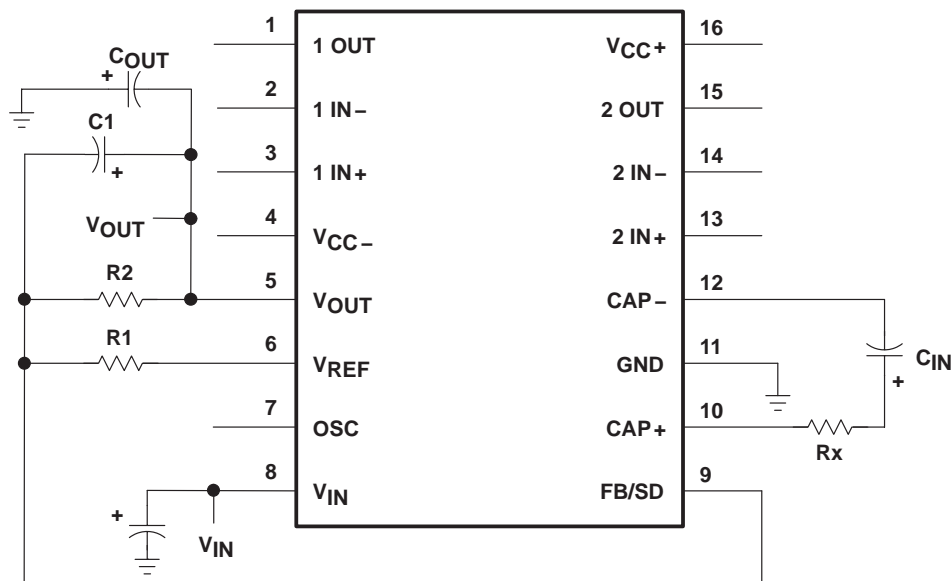 1
1 OUT
VCC+
16
COUT
+
2
1 IN−
2 OUT
15
C1
+
3
1 IN+
2 IN−
14
VOUT
4
VCC−
2 IN+
13
R2
5
VOUT
CAP−
12
R1
6
VREF
GND
11
CIN
+
7
OSC
CAP+
10
Rx
8
VIN
FB/SD
9
+
VIN